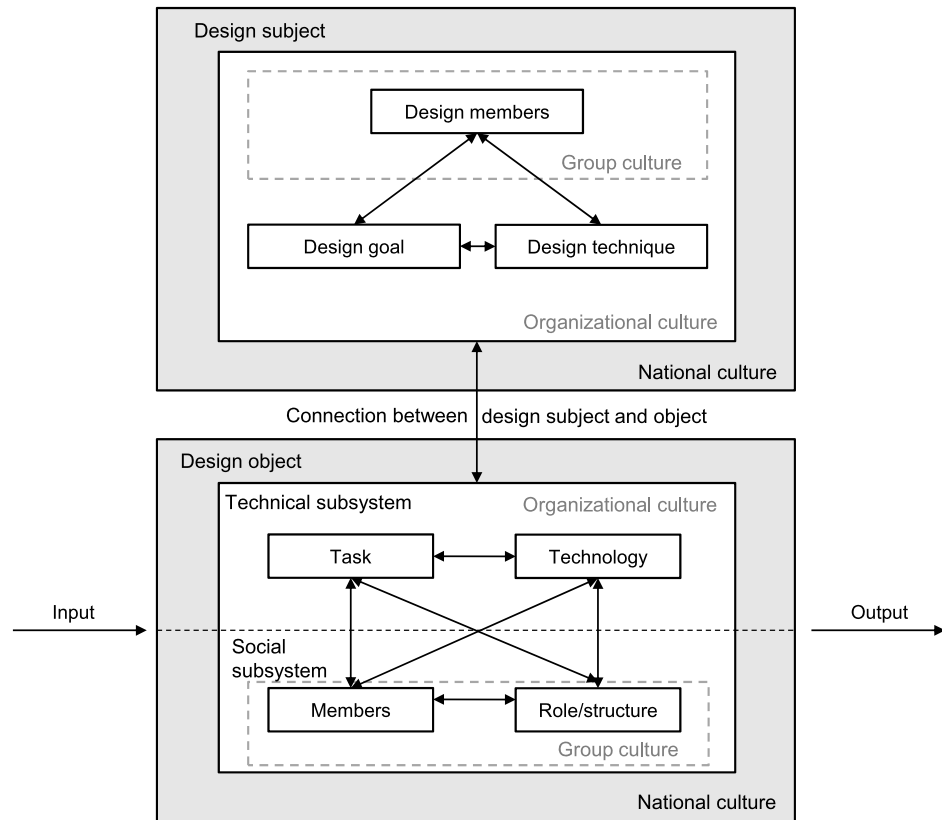 Design subject
Design members
Group culture
Design goal
Design technique
Organizational culture
National culture
Connection between design subject and object
Design object
Technical subsystem
Organizational culture
Task
Technology
Input
Output
Social
subsystem
Members
Role/structure
Group culture
National culture